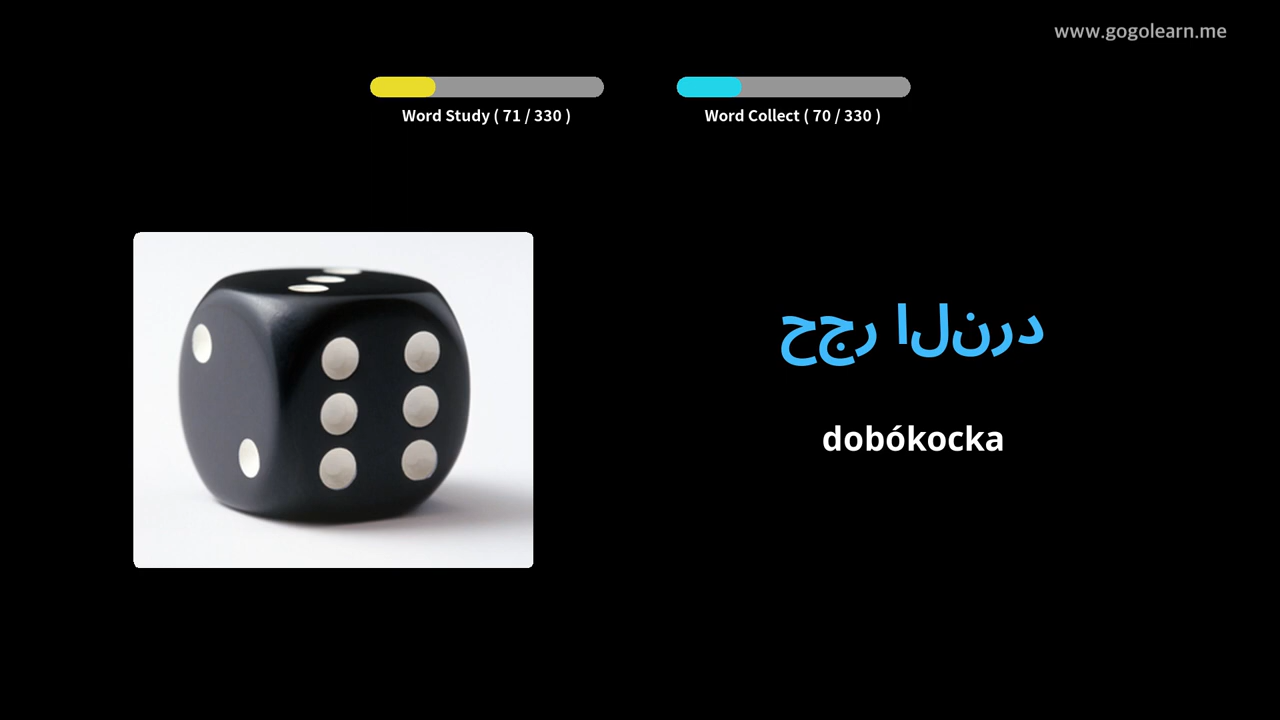 www.gogolearn.me
Word Study ( 71 / 330 )
Word Collect ( 70 / 330 )
حجر النرد
dobókocka